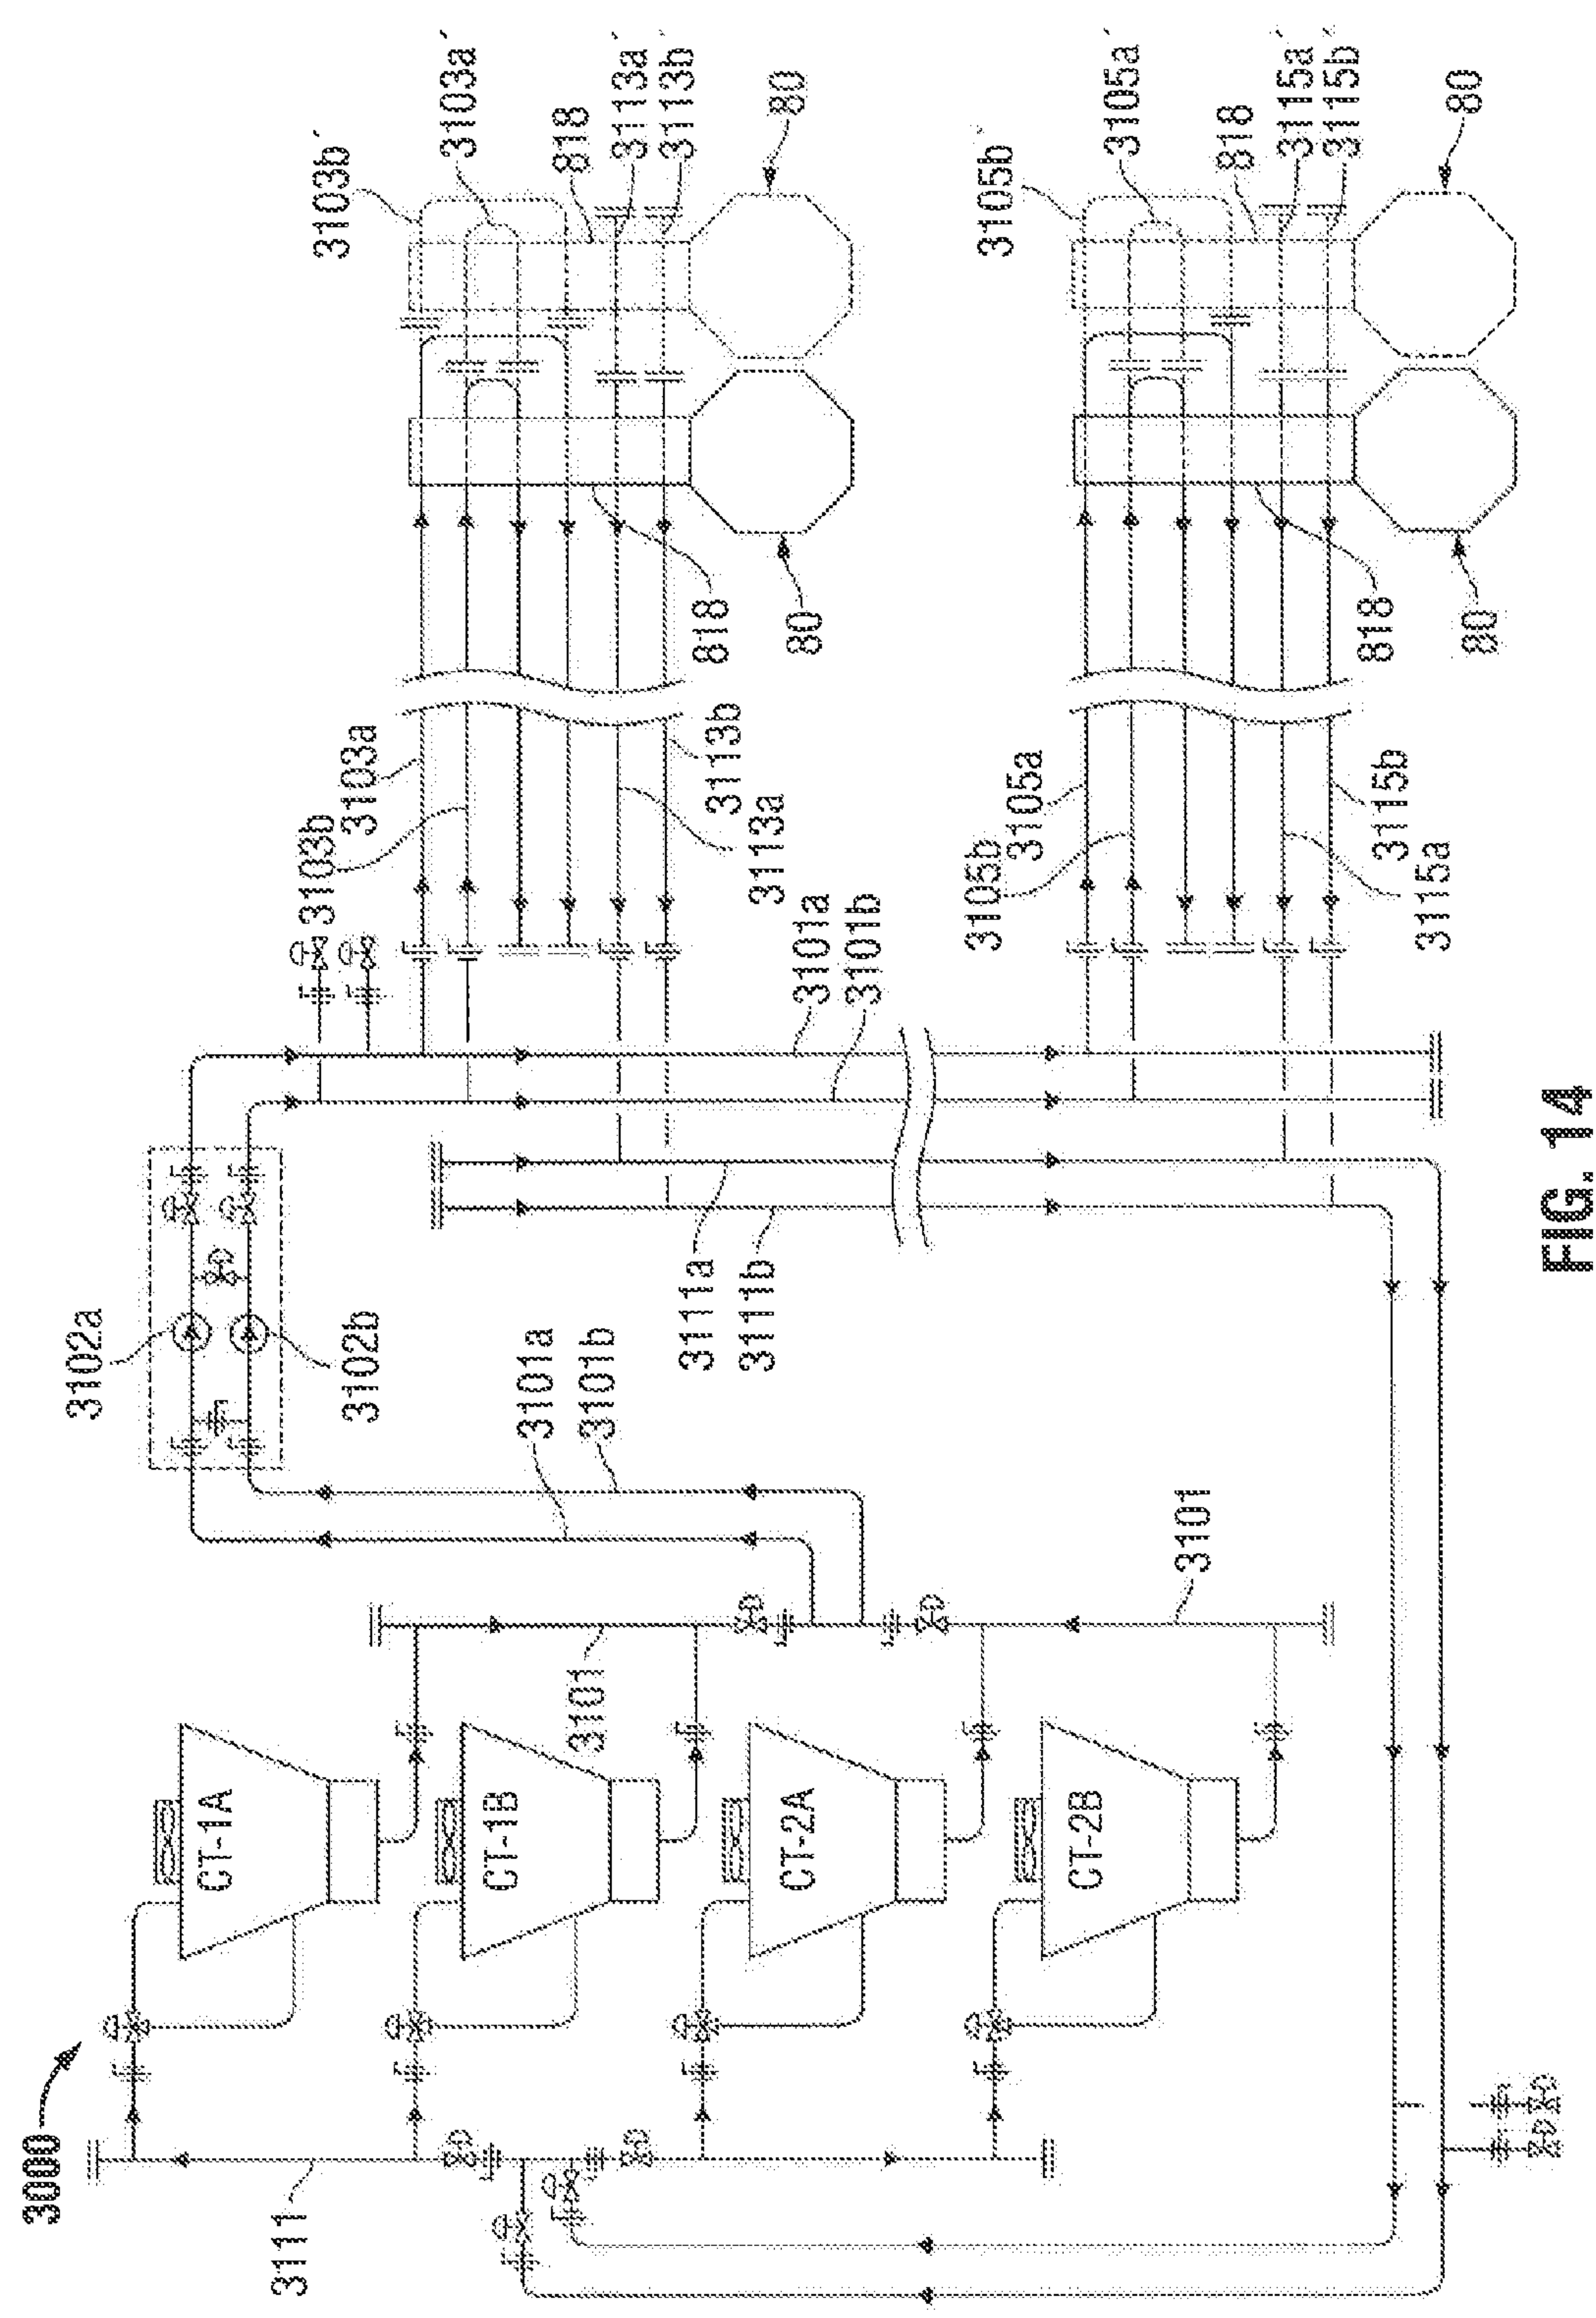 3000
3111
CT-1A
CT-1B
CT-2A
CT-2B
3101
3101
3102a
3102b
3101a
3101b
3111a
3111b
3101a
3101b
3103b
3103a
3113b
3113a
3105b
3105a
3115b
3115a
818
80
818
80
3103b´
3103a´
818
3113a´
3113b´
80
3105b´
3105a´
818
3115a´
3115b´
80
FIG. 14